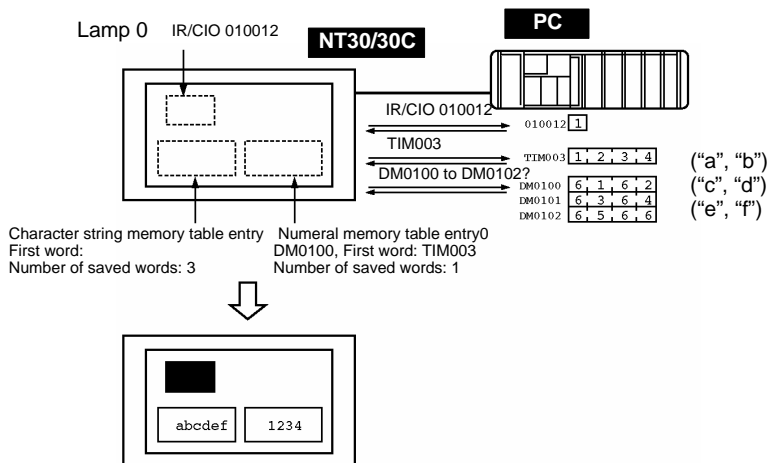 Lamp 0 IR/CIO 010012
NT30/30C
PC
IR/CIO 010012
010012 1
TIM003
TIM003 1 2 3 4
("a", "b")
DM0100 to DM0102?
DM0100 6 1 6 2
("c", "d")
DM0101 6 3 6 4
("e", "f")
DM0102 6 5 6 6
Character string memory table entry
First word:
Number of saved words: 3
Numeral memory table entry0
DM0100, First word: TIM003
Number of saved words: 1
abcdef
1234